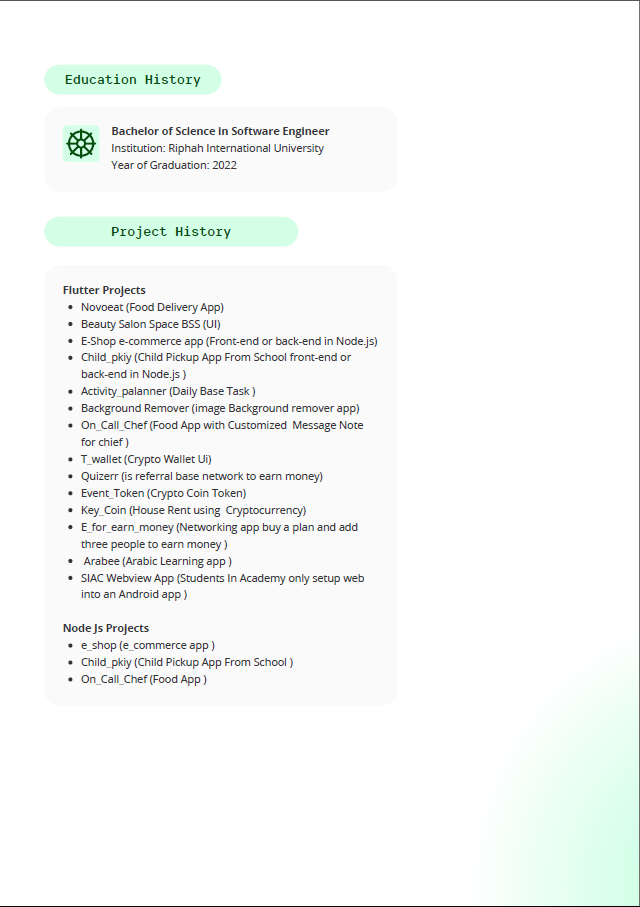 Education History
Bachelor of Science in Software Engineer
Institution: Riphah International University
Year of Graduation: 2022
Project History
Flutter Projects
• Novoeat (Food Delivery App)
• Beauty Salon Space BSS (UI)
• E-Shop e-commerce app (Front-end or back-end in Node.js)
• Child_pkiy (Child Pickup App From School front-end or
back-end in Node.js )
• Activity_palanner (Daily Base Task )
• Background Remover (image Background remover app)
• On_Call_Chef (Food App with Customized  Message Note
for chief )
• T_wallet (Crypto Wallet Ui)
• Quizerr (is referral base network to earn money)
• Event_Token (Crypto Coin Token)
• Key_Coin (House Rent using  Cryptocurrency)
• E_for_earn_money (Networking app buy a plan and add
three people to earn money )
•  Arabee (Arabic Learning app )
• SIAC Webview App (Students In Academy only setup web
into an Android app )
Node Js Projects
• e_shop (e_commerce app )
• Child_pkiy (Child Pickup App From School )
• On_Call_Chef (Food App )